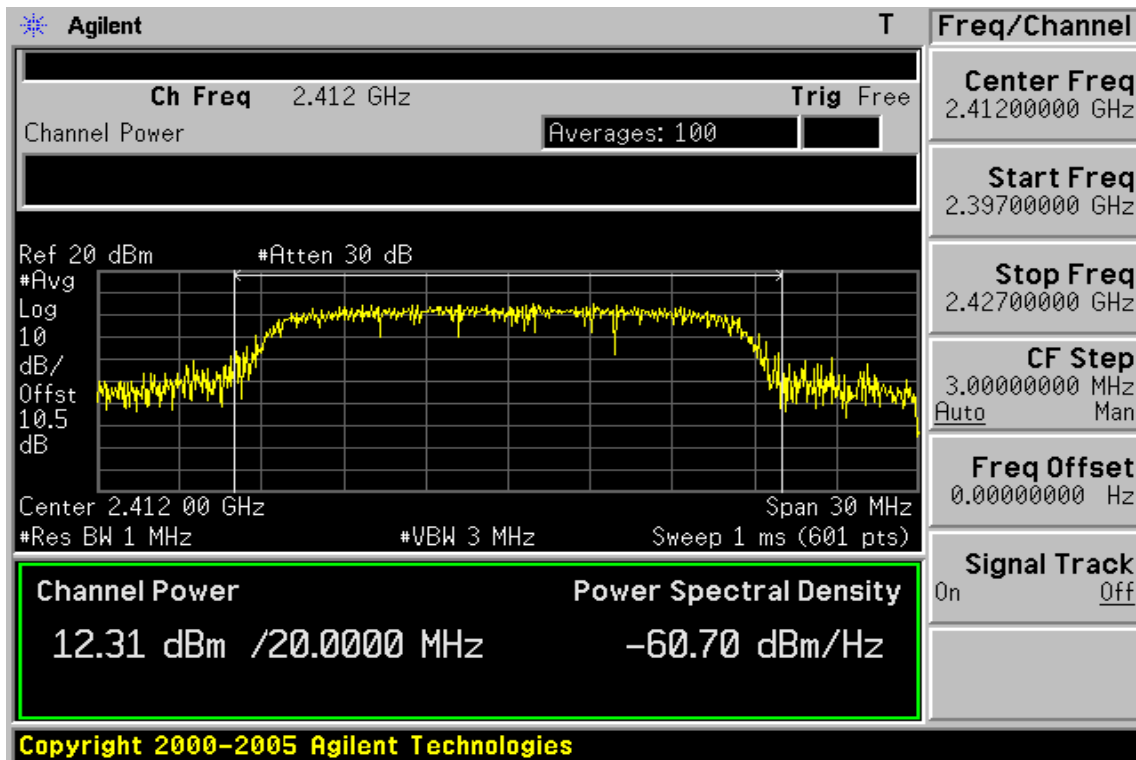 Agilent T
Ch Freq 2.412 GHz Trig Free
Channel Power Averages: 100
Ref 20 dBm #Atten 30 dB
#Avg
Log
10
dB/
Offst
10.5
dB
Center 2.412 00 GHz Span 30 MHz
#Res BW 1 MHz #VBW 3 MHz Sweep 1 ms (601 pts)
Channel Power Power Spectral Density
12.31 dBm /20.0000 MHz -60.70 dBm/Hz
Copyright 2000-2005 Agilent Technologies
Freq/Channel
Center Freq
2.41200000 GHz
Start Freq
2.39700000 GHz
Stop Freq
2.42700000 GHz
CF Step
3.00000000 MHz
Auto Man
Freq Offset
0.00000000 Hz
Signal Track
On Off